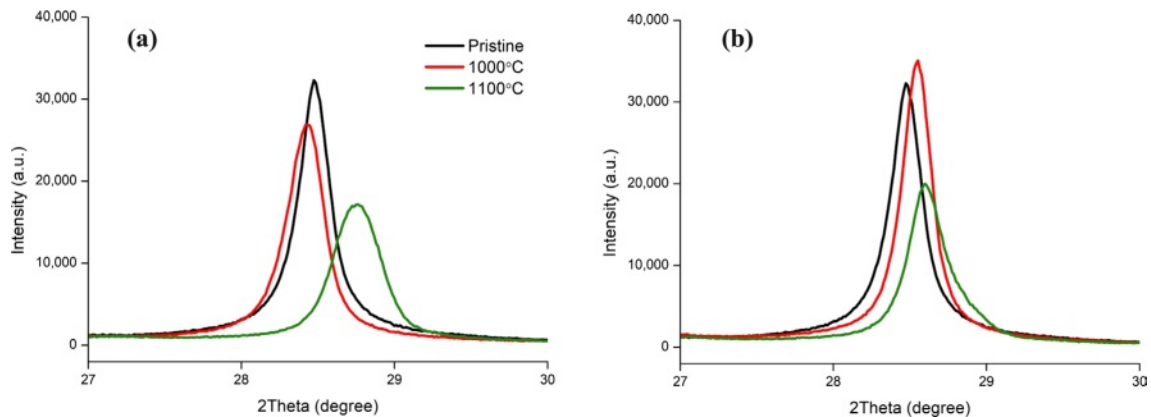 (a)
Pristine
1000°C
1100°C
Intensity (a.u.)
40,000
30,000
20,000
10,000
0
27
28
29
30
2Theta (degree)
(b)
Intensity (a.u.)
40,000
30,000
20,000
10,000
0
27
28
29
30
2Theta (degree)